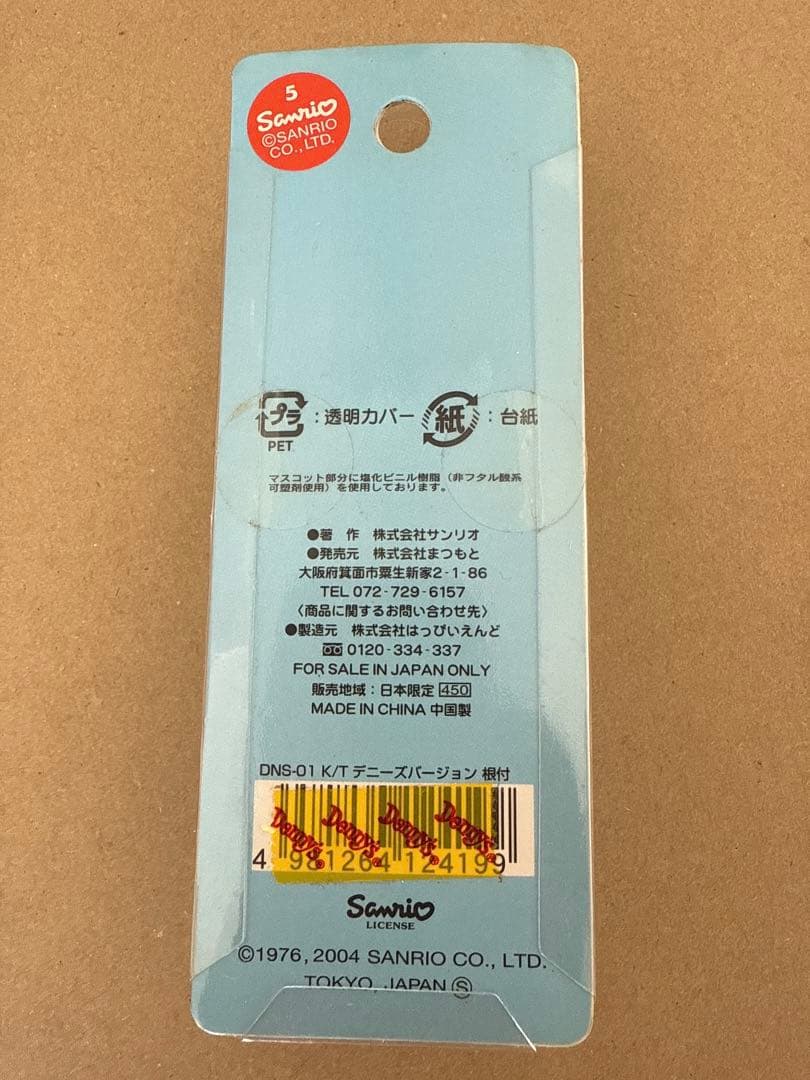 5
Sanrio
©SANRIO
CO., LTD.
プラ : 透明カバー 紙 : 台紙
PET
マスコット部分に塩化ビニル樹脂（非フタル酸系
可塑剤使用）を使用しております。
●著 作 株式会社サンリオ
●発売元 株式会社まつもと
大阪府箕面市粟生新家2-1-86
TEL 072-729-6157
〈商品に関するお問い合わせ先〉
●製造元 株式会社はっぴいえんど
0120-334-337
FOR SALE IN JAPAN ONLY
販売地域：日本限定 450
MADE IN CHINA 中国製
DNS-01 K/T デニーズバージョン 根付
Denny's® Denny's® Denny's® Denny's®
4 981264 124199
Sanrio
LICENSE
©1976, 2004 SANRIO CO., LTD.
TOKYO, JAPAN Ⓢ